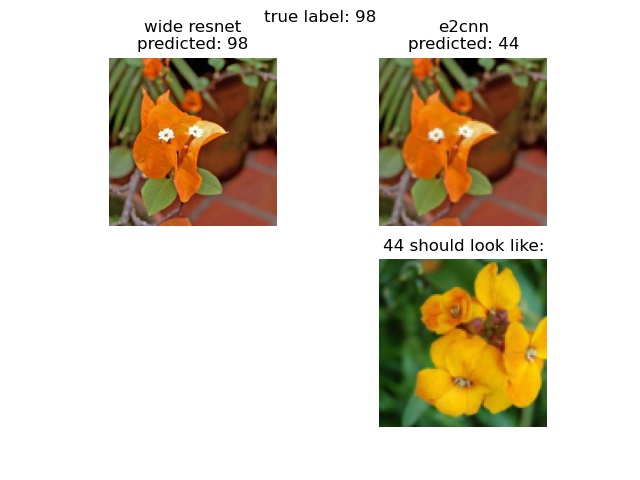 true label: 98
wide resnet
predicted: 98
e2cnn
predicted: 44
44 should look like: